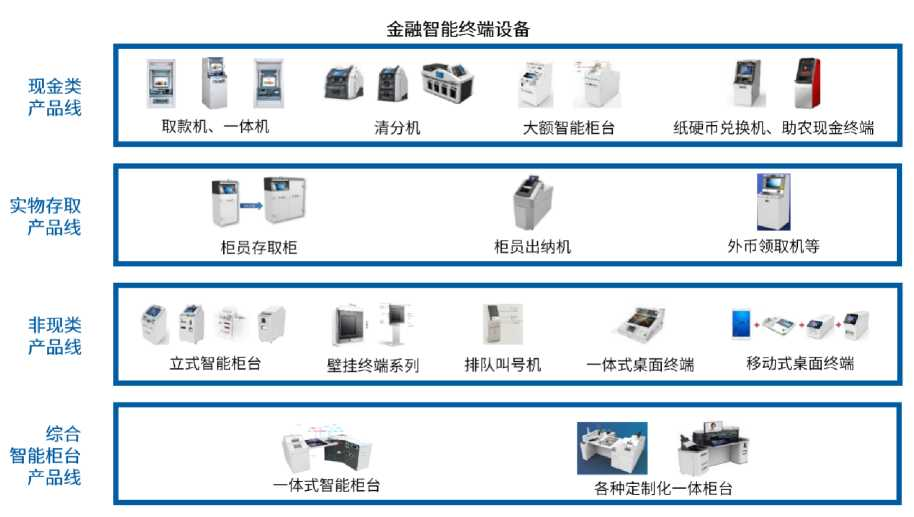 金融智能终端设备
现金类
产品线
取款机、一体机
清分机
大额智能柜台
纸硬币兑换机、助农现金终端
实物存取
产品线
柜员存取柜
柜员出纳机
外币领取机等
非现类
产品线
立式智能柜台
壁挂终端系列
排队叫号机
一体式桌面终端
移动式桌面终端
综合
智能柜台
产品线
一体式智能柜台
各种定制化一体柜台